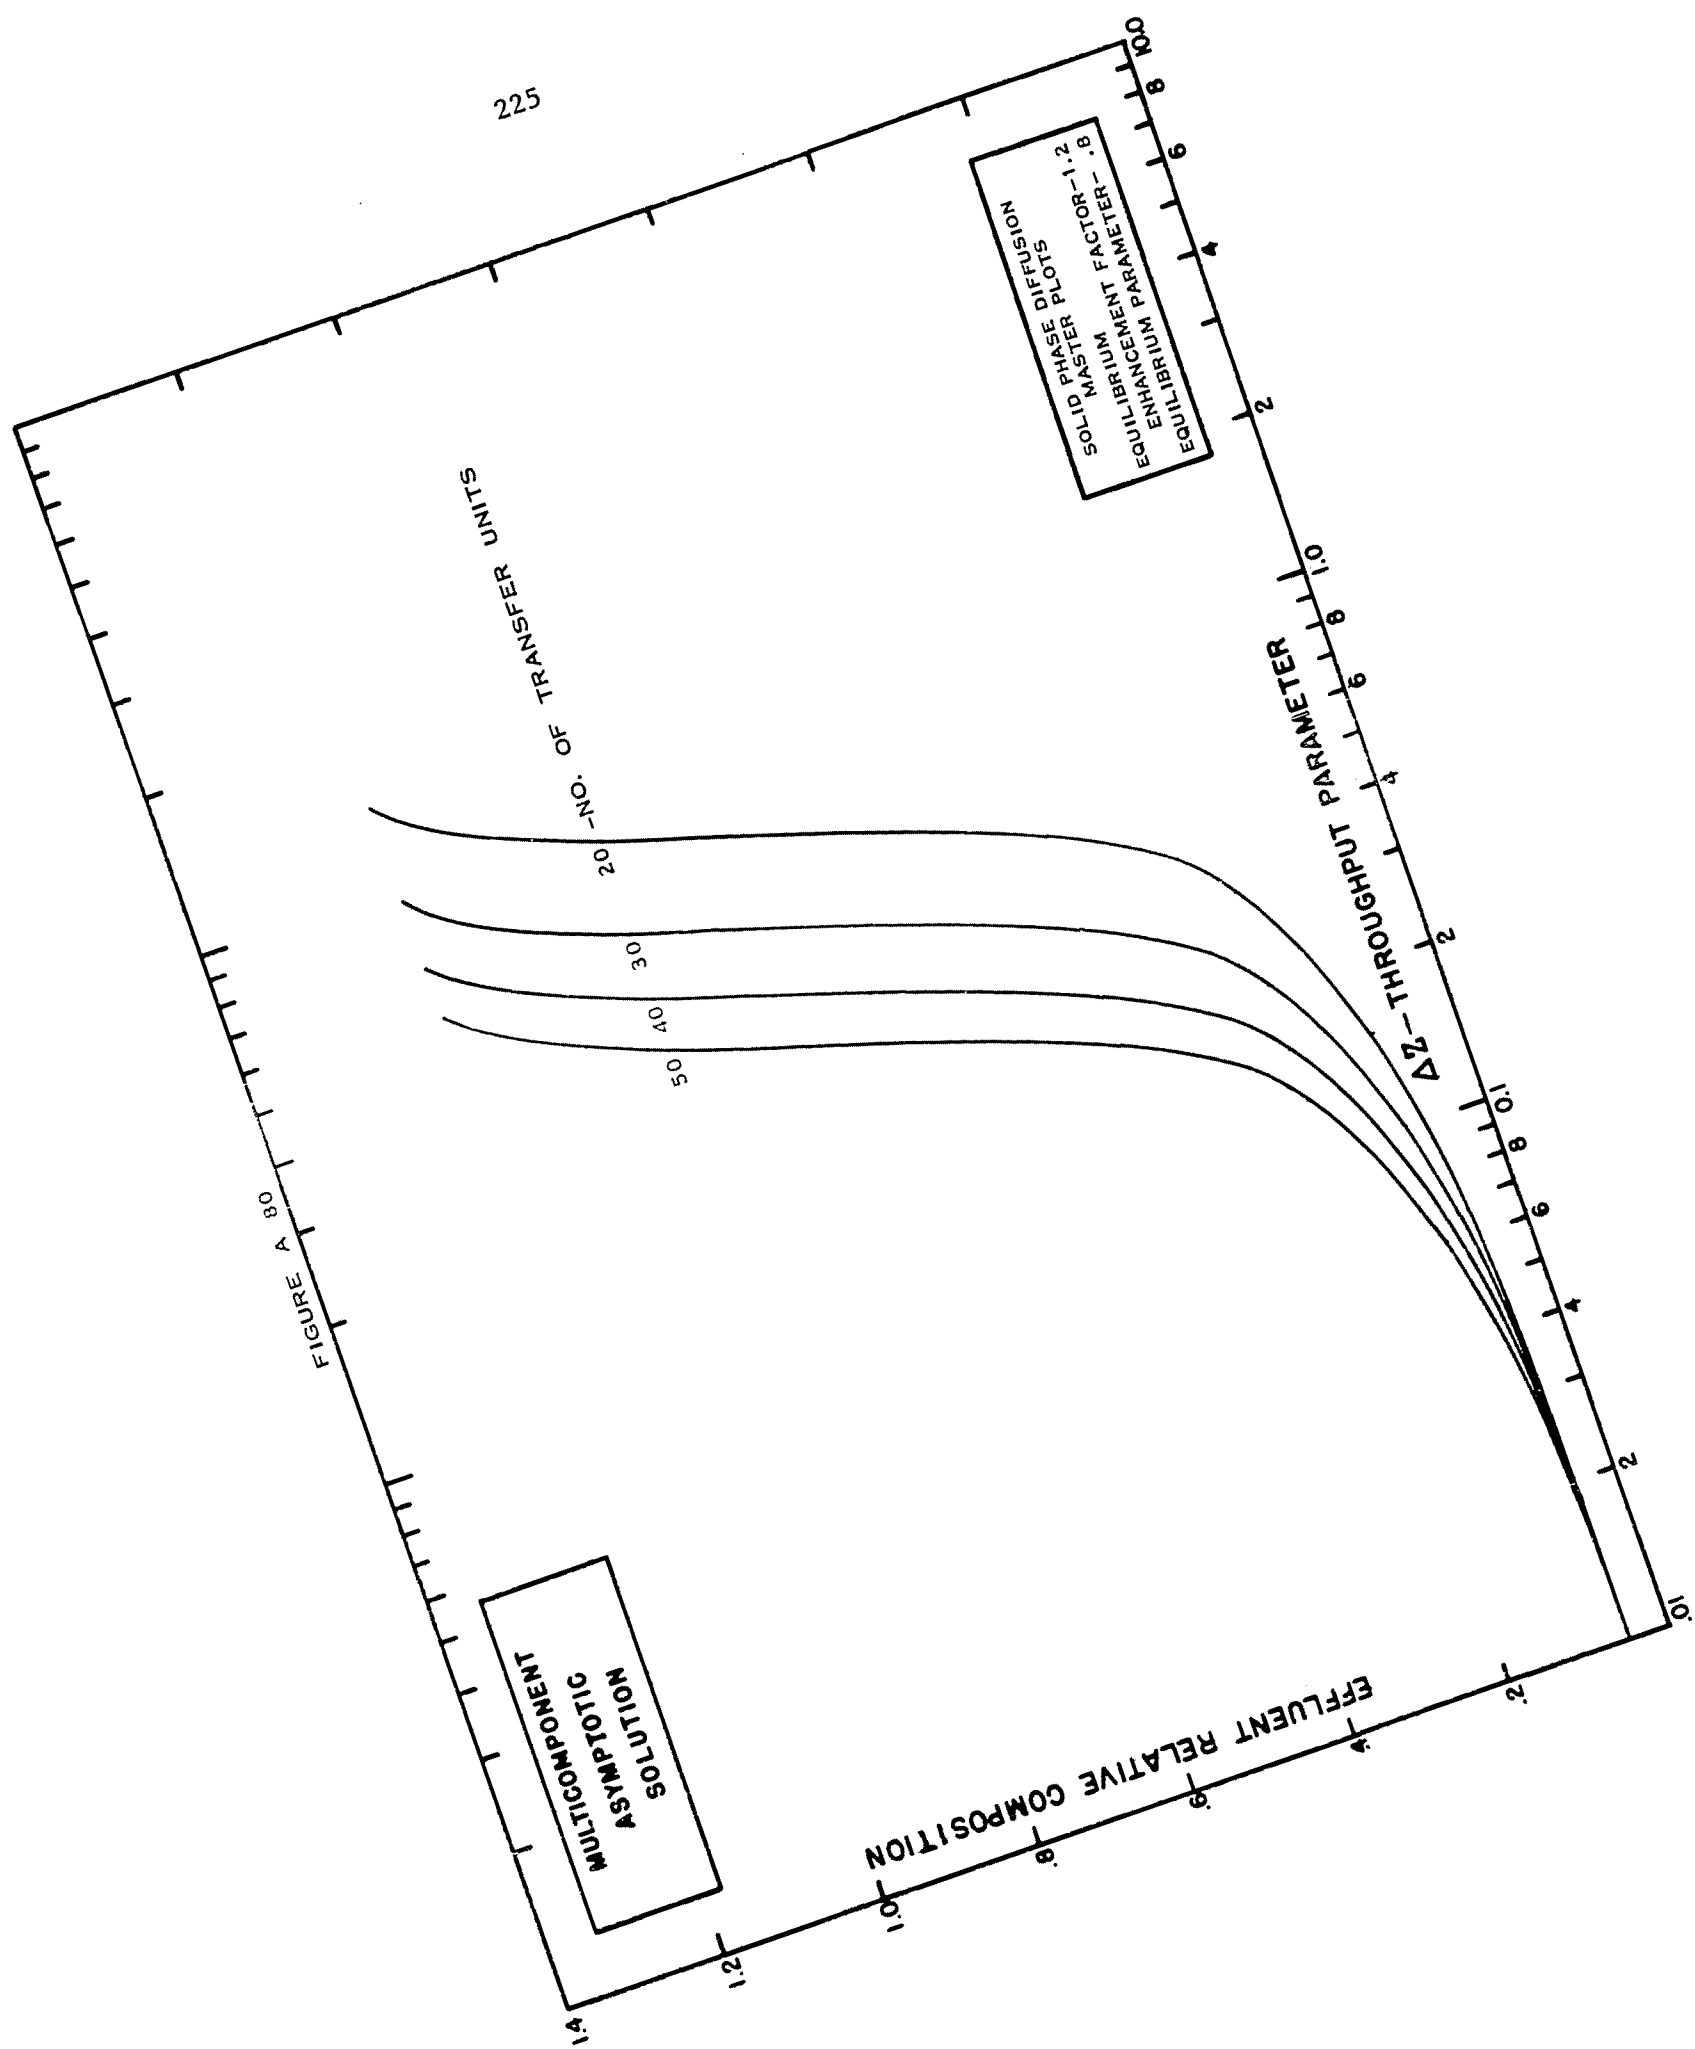 225
FIGURE A 80
MULTICOMPONENT
ASYMPTOTIC
SOLUTION
20 -NO. OF TRANSFER UNITS
30
40
50
SOLID PHASE DIFFUSION
MASTER PLOTS
EQUILIBRIUM FACTOR-1.2
ENHANCEMENT PARAMETER- .8
EQUILIBRIUM PARAMETER
EFFLUENT RELATIVE COMPOSITION
1.4
1.2
1.0
.8
.6
.4
.2
.01
2
4
6
8
0.1
2
4
6
8
1.0
2
4
6
8
10.0
ΔZ-THROUGHPUT PARAMETER